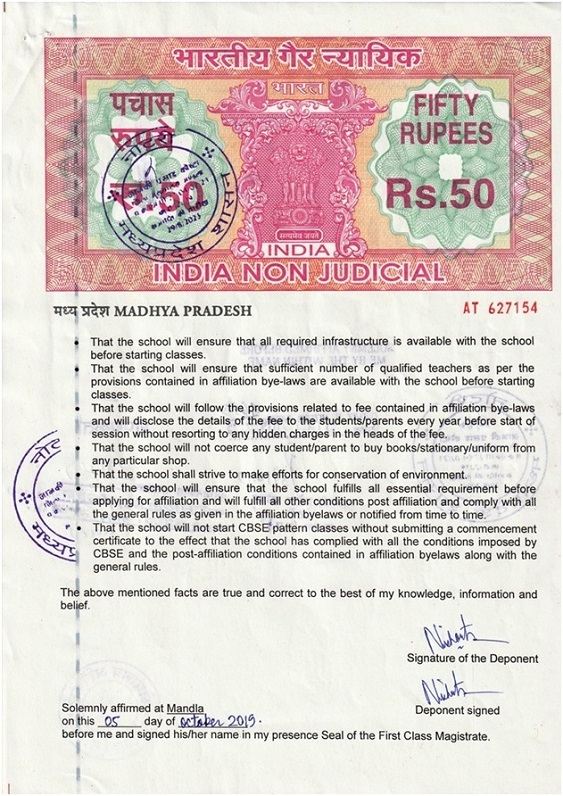 भारतीय गैर न्यायिक
भारत
पचास
रुपये
रु.50
FIFTY
RUPEES
Rs.50
सत्यमेव जयते
INDIA
INDIA NON JUDICIAL
मध्य प्रदेश MADHYA PRADESH
AT 627154
• That the school will ensure that all required infrastructure is available with the school
before starting classes.
• That the school will ensure that sufficient number of qualified teachers as per the
provisions contained in affiliation bye-laws are available with the school before starting
classes.
• That the school will follow the provisions related to fee contained in affiliation bye-laws
and will disclose the details of the fee to the students/parents every year before start of
session without resorting to any hidden charges in the heads of the fee.
• That the school will not coerce any student/parent to buy books/stationary/uniform from
any particular shop.
• That the school shall strive to make efforts for conservation of environment.
• That the school will ensure that the school fulfills all essential requirement before
applying for affiliation and will fulfill all other conditions post affiliation and comply with all
the general rules as given in the affiliation byelaws or notified from time to time.
• That the school will not start CBSE pattern classes without submitting a commencement
certificate to the effect that the school has complied with all the conditions imposed by
CBSE and the post-affiliation conditions contained in affiliation byelaws along with the
general rules.
The above mentioned facts are true and correct to the best of my knowledge, information and
belief.
Signature of the Deponent
Deponent signed
Solemnly affirmed at Mandla
on this 05 day of october 2019.
before me and signed his/her name in my presence Seal of the First Class Magistrate.